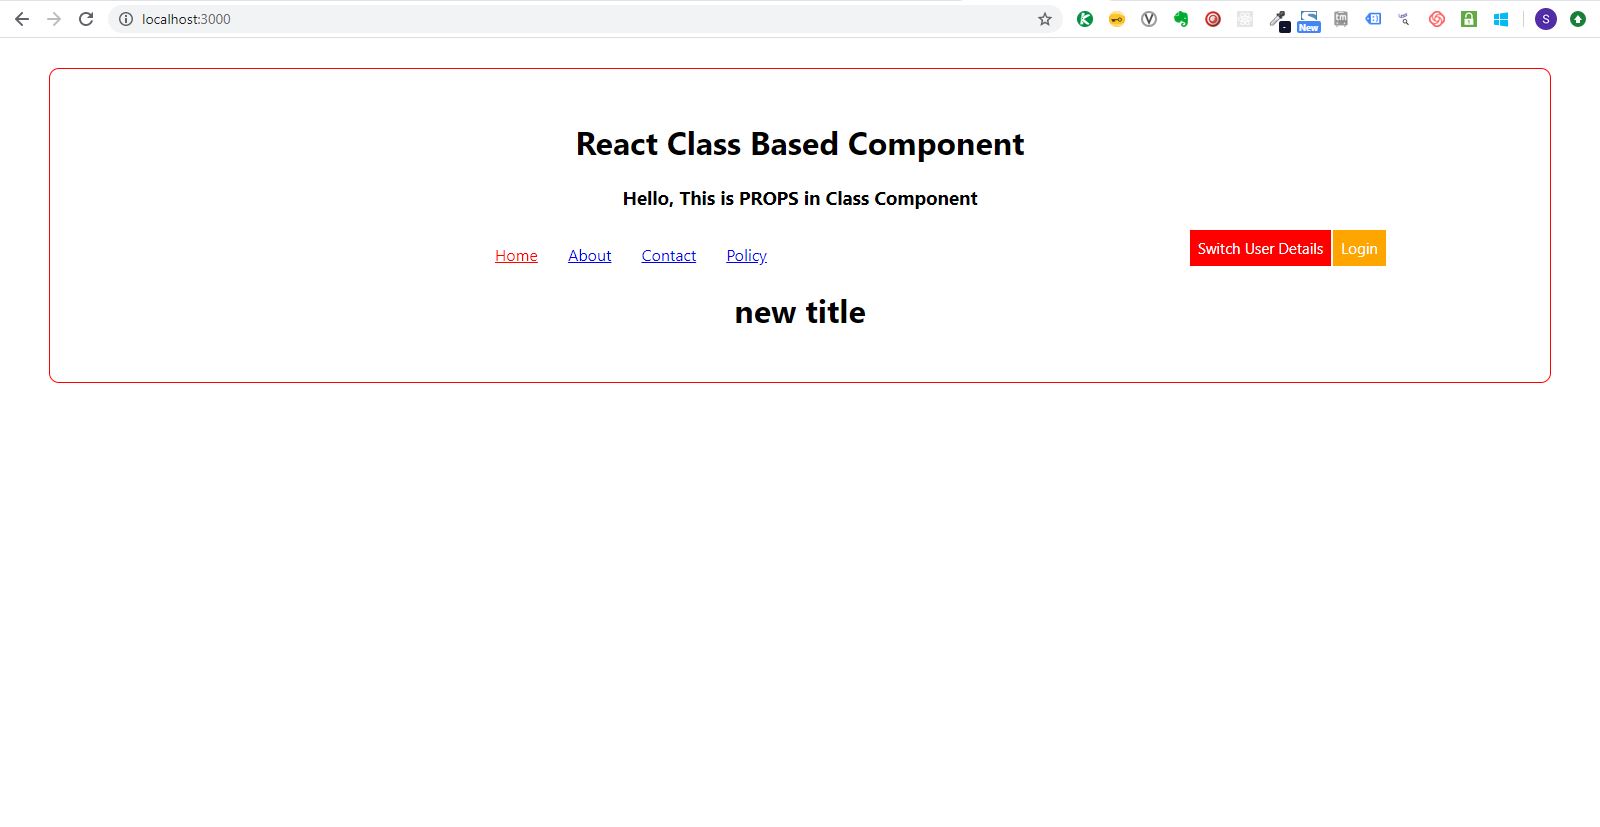 localhost:3000
New
S
React Class Based Component
Hello, This is PROPS in Class Component
Home About Contact Policy Switch User Details Login
new title